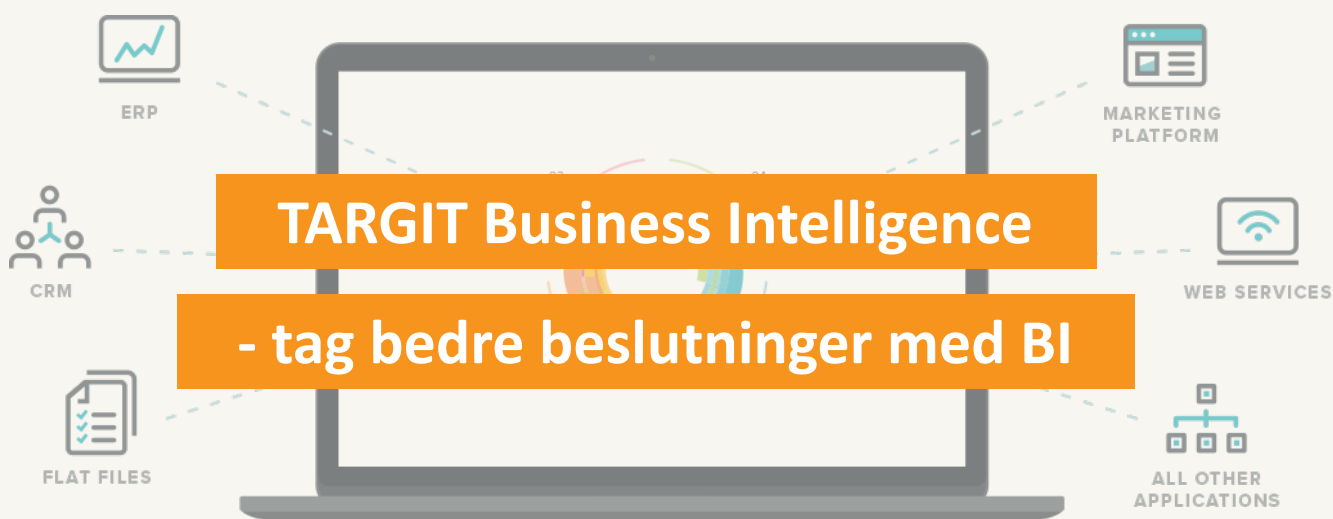 ERP
MARKETING
PLATFORM
TARGIT Business Intelligence
CRM
WEB SERVICES
- tag bedre beslutninger med BI
FLAT FILES
ALL OTHER
APPLICATIONS